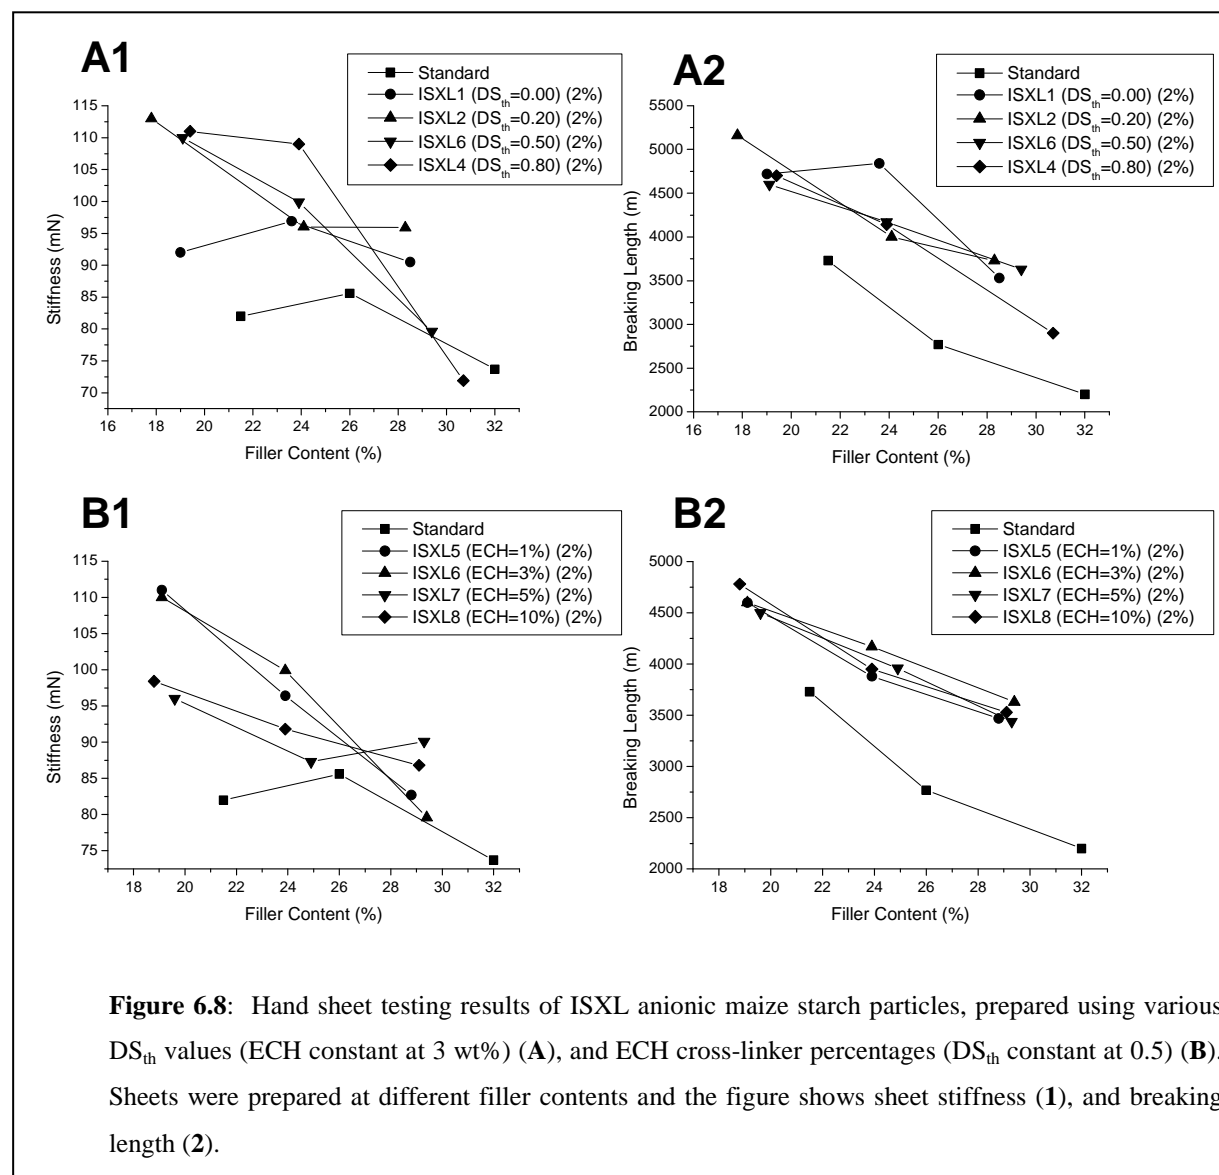 A1
Standard
ISXL1 (DSth=0.00) (2%)
ISXL2 (DSth=0.20) (2%)
ISXL6 (DSth=0.50) (2%)
ISXL4 (DSth=0.80) (2%)
115
110
105
100
95
90
85
80
75
70
Stiffness (mN)
16 18 20 22 24 26 28 30 32
Filler Content (%)
A2
Standard
ISXL1 (DSth=0.00) (2%)
ISXL2 (DSth=0.20) (2%)
ISXL6 (DSth=0.50) (2%)
ISXL4 (DSth=0.80) (2%)
5500
5000
4500
4000
3500
3000
2500
2000
Breaking Length (m)
16 18 20 22 24 26 28 30 32
Filler Content (%)
B1
Standard
ISXL5 (ECH=1%) (2%)
ISXL6 (ECH=3%) (2%)
ISXL7 (ECH=5%) (2%)
ISXL8 (ECH=10%) (2%)
115
110
105
100
95
90
85
80
75
Stiffness (mN)
18 20 22 24 26 28 30 32
Filler Content (%)
B2
Standard
ISXL5 (ECH=1%) (2%)
ISXL6 (ECH=3%) (2%)
ISXL7 (ECH=5%) (2%)
ISXL8 (ECH=10%) (2%)
5000
4500
4000
3500
3000
2500
2000
Breaking Length (m)
18 20 22 24 26 28 30 32
Filler Content (%)
Figure 6.8: Hand sheet testing results of ISXL anionic maize starch particles, prepared using various
DSth values (ECH constant at 3 wt%) (A), and ECH cross-linker percentages (DSth constant at 0.5) (B).
Sheets were prepared at different filler contents and the figure shows sheet stiffness (1), and breaking
length (2).